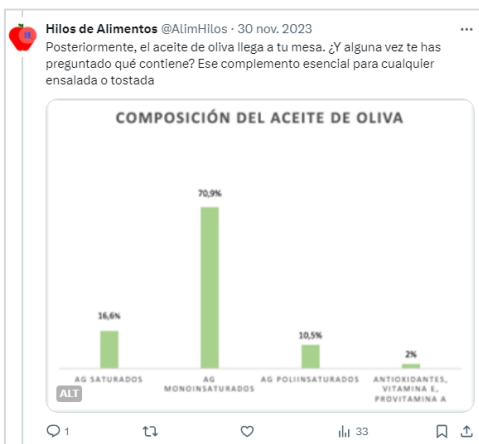 Hilos de Alimentos @AlimHilos · 30 nov. 2023
Posteriormente, el aceite de oliva llega a tu mesa. ¿Y alguna vez te has
preguntado qué contiene? Ese complemento esencial para cualquier
ensalada o tostada
COMPOSICIÓN DEL ACEITE DE OLIVA
70,9%
16,6%
10,5%
2%
AG SATURADOS
AG
MONOINSATURADOS
AG POLIINSATURADOS
ANTIOXIDANTES,
VITAMINA E,
PROVITAMINA A
ALT
1
33